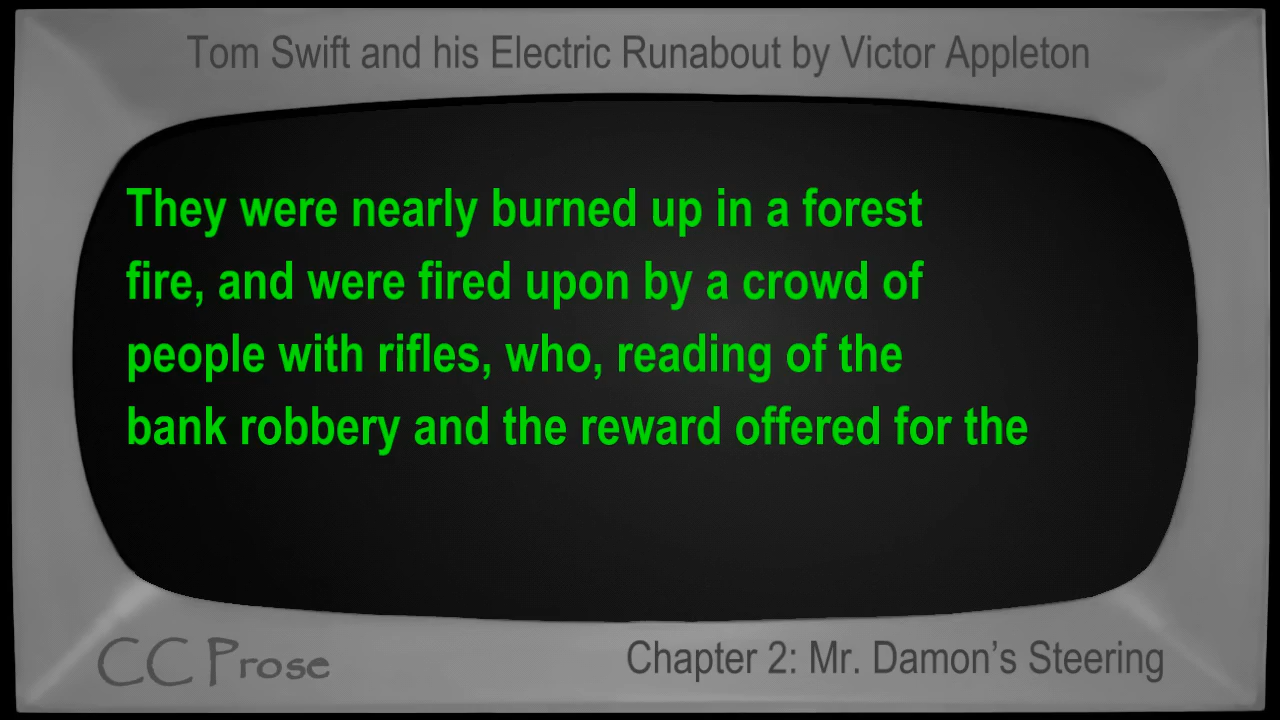 Tom Swift and his Electric Runabout by Victor Appleton
They were nearly burned up in a forest
fire, and were fired upon by a crowd of
people with rifles, who, reading of the
bank robbery and the reward offered for the
CC Prose
Chapter 2: Mr. Damon’s Steering